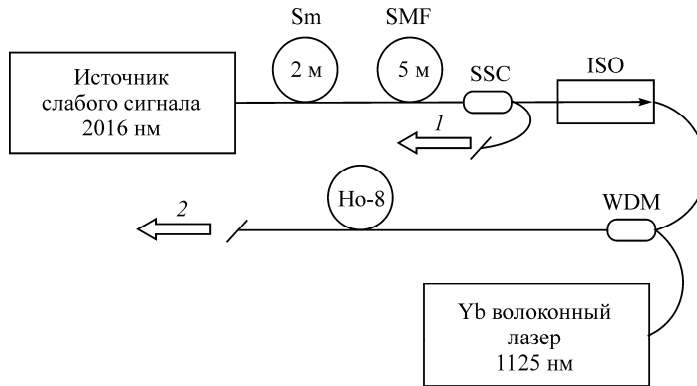 Sm
SMF
Источник
слабого сигнала
2016 нм
2 м
5 м
SSC
ISO
1
2
Ho-8
WDM
Yb волоконный
лазер
1125 нм